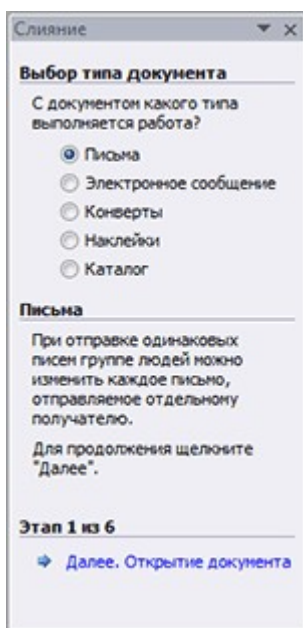 Слияние
Выбор типа документа
С документом какого типа
выполняется работа?
Письма
Электронное сообщение
Конверты
Наклейки
Каталог
Письма
При отправке одинаковых
писем группе людей можно
изменить каждое письмо,
отправляемое отдельному
получателю.
Для продолжения щелкните
"Далее".
Этап 1 из 6
Далее. Открытие документа